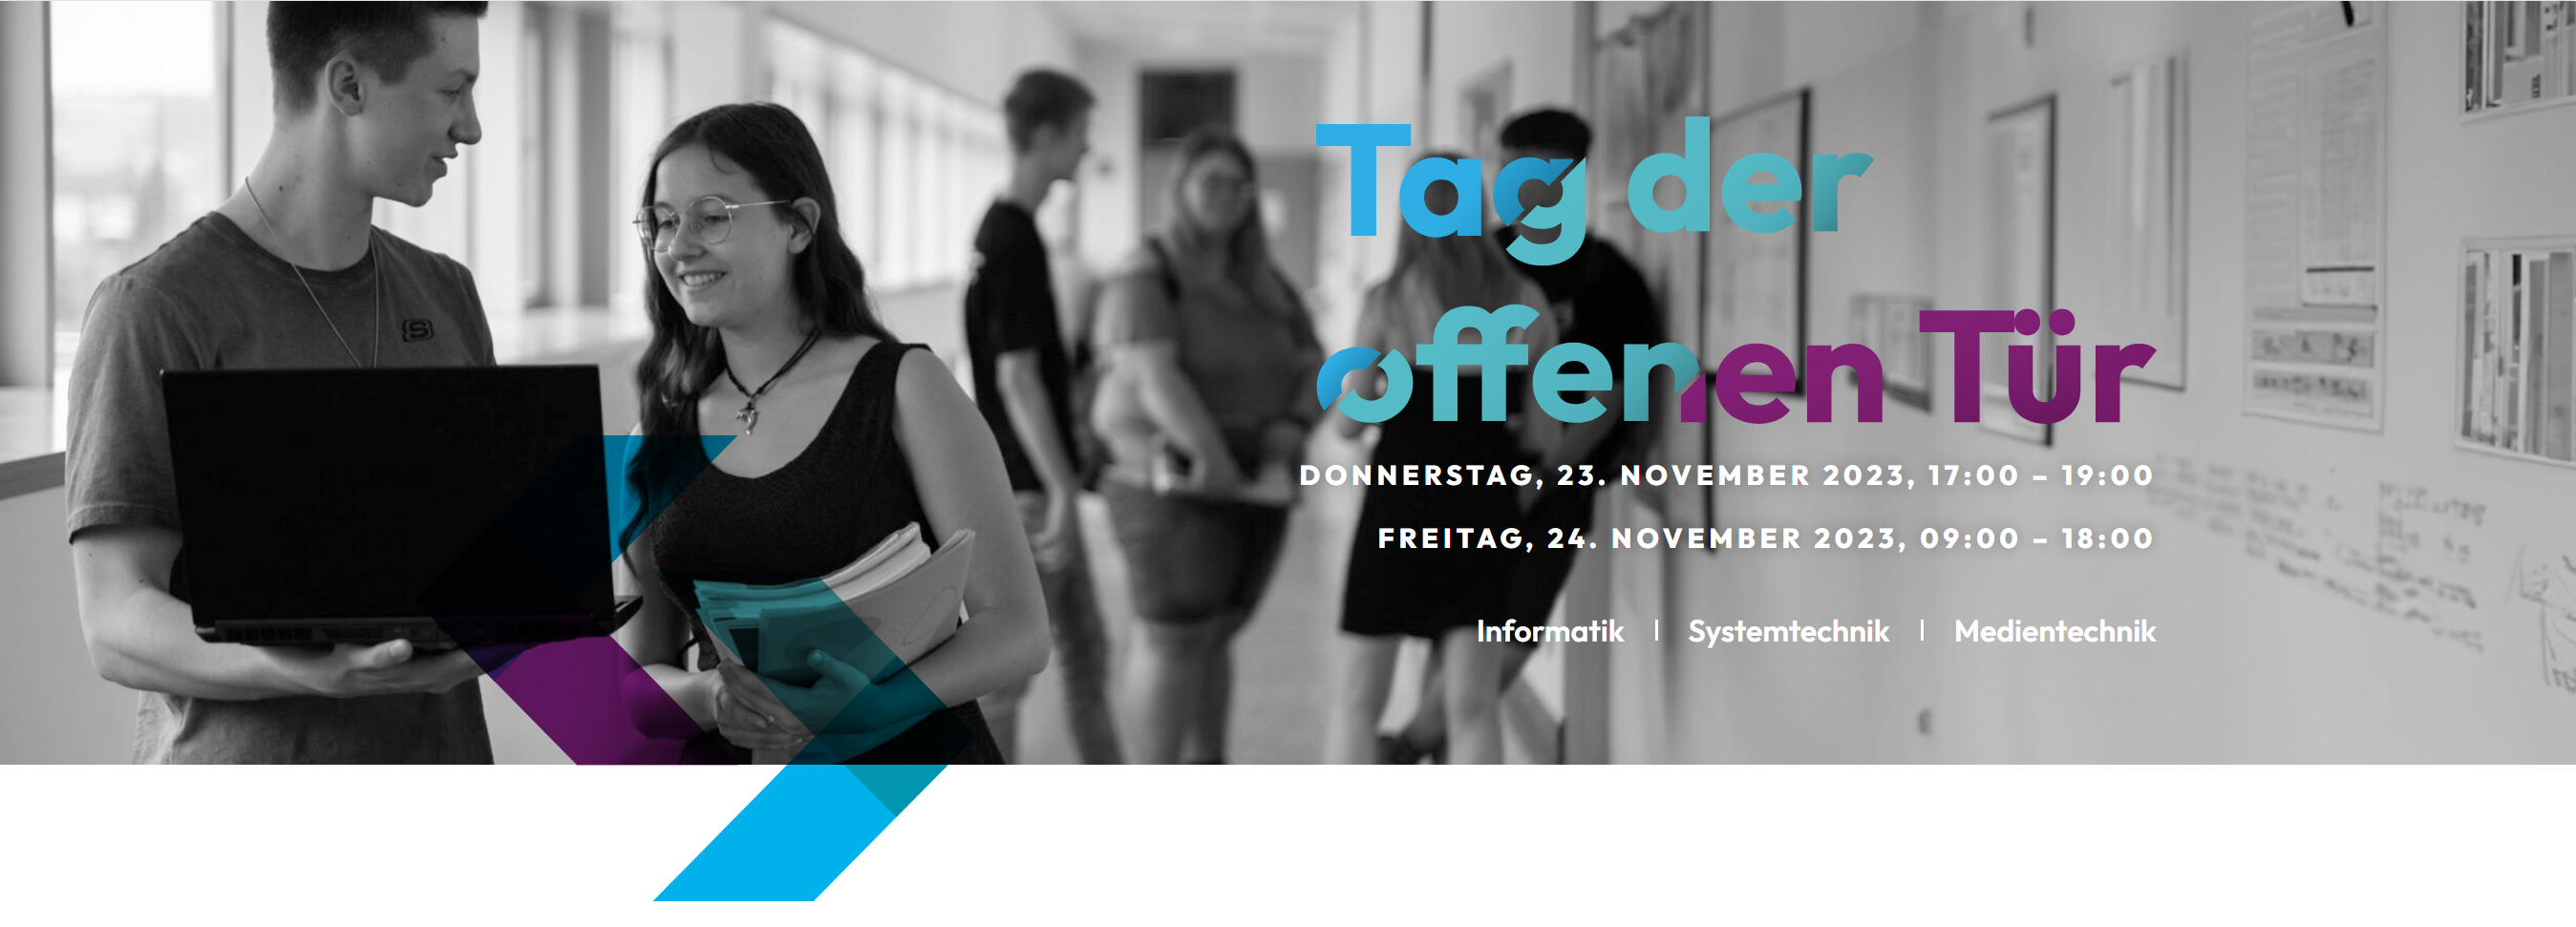 Tag der
offenen Tür
DONNERSTAG, 23. NOVEMBER 2023, 17:00 – 19:00
FREITAG, 24. NOVEMBER 2023, 09:00 – 18:00
Informatik | Systemtechnik | Medientechnik